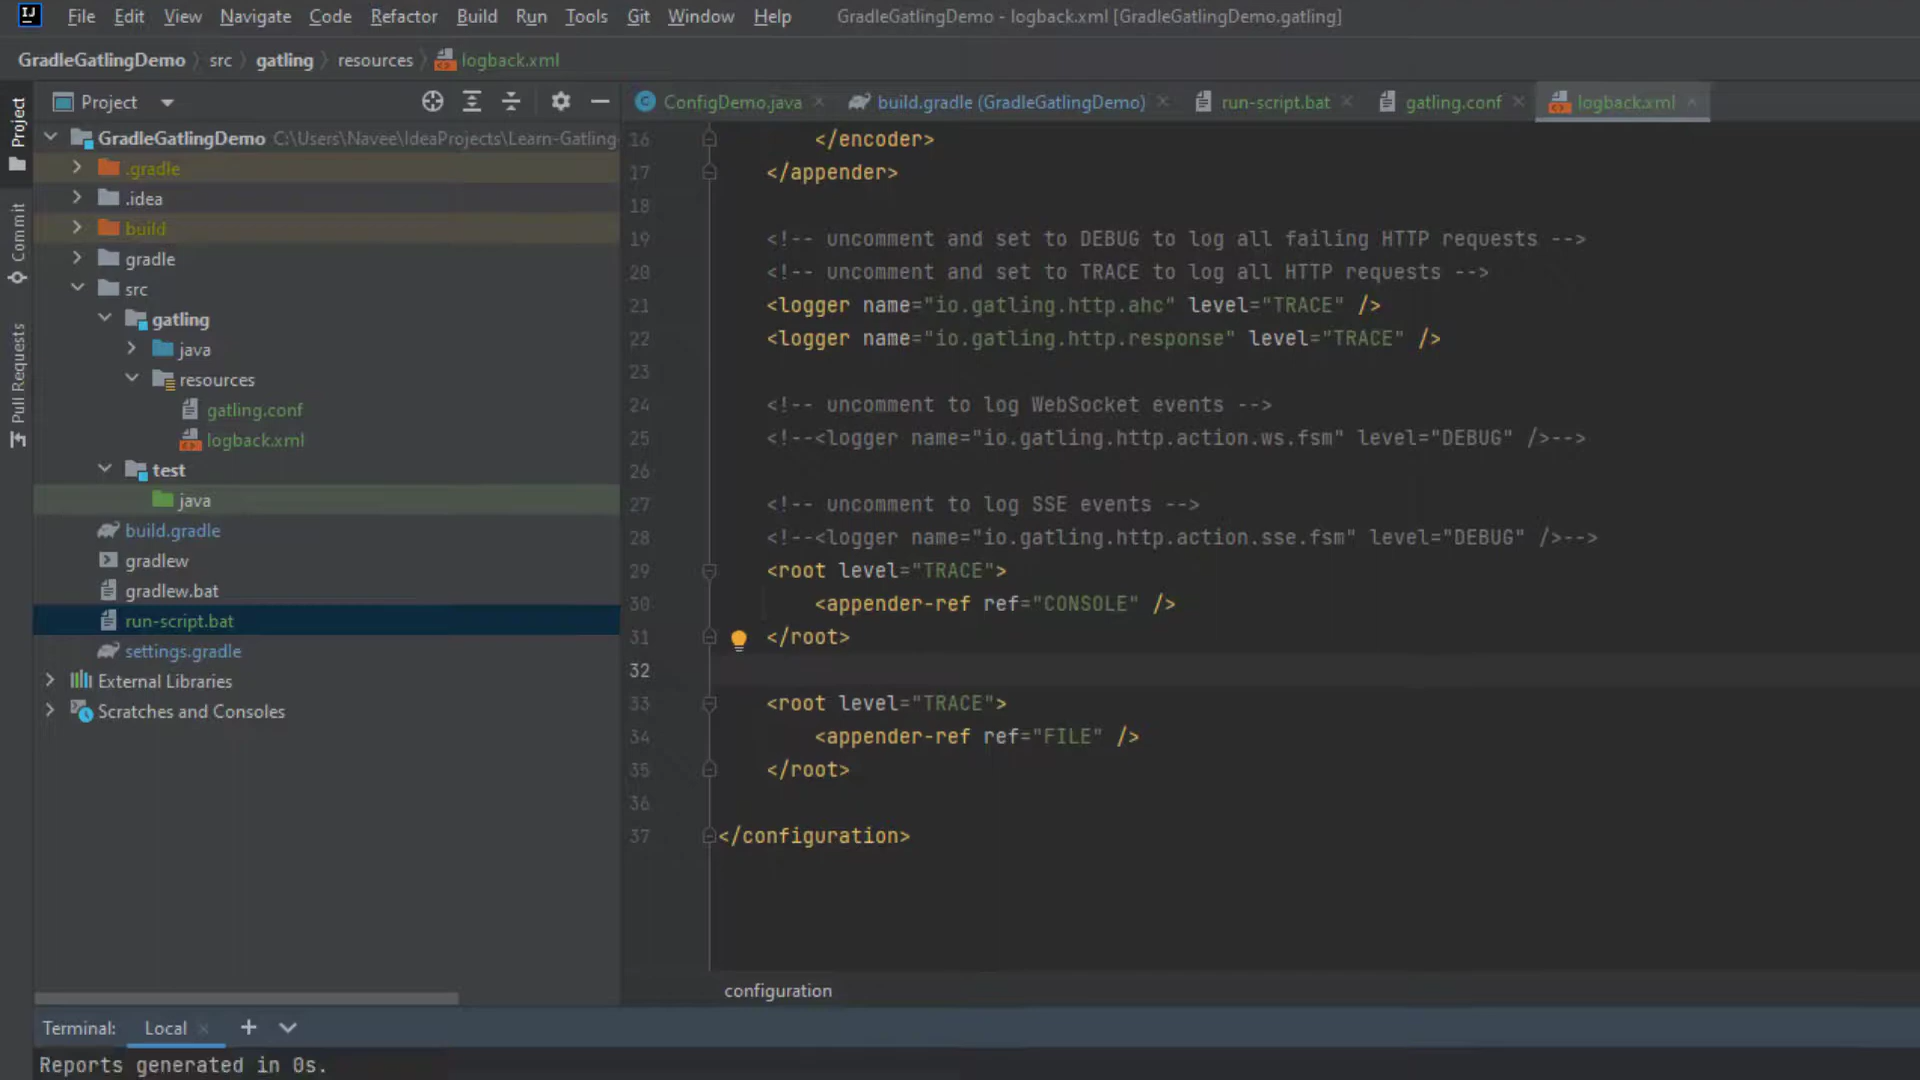 IJ File Edit View Navigate Code Refactor Build Run Tools Git Window Help GradleGatlingDemo - logback.xml [GradleGatlingDemo.gatling]
GradleGatlingDemo src gatling resources logback.xml
Project
Commit
Pull Requests
Project
GradleGatlingDemo C:\Users\Navee\IdeaProjects\Learn-Gatling-
.gradle
.idea
build
gradle
src
gatling
java
resources
gatling.conf
logback.xml
test
java
build.gradle
gradlew
gradlew.bat
run-script.bat
settings.gradle
External Libraries
Scratches and Consoles
ConfigDemo.java build.gradle (GradleGatlingDemo) run-script.bat gatling.conf logback.xml
16 </encoder>
17 </appender>
18
19 <!-- uncomment and set to DEBUG to log all failing HTTP requests -->
20 <!-- uncomment and set to TRACE to log all HTTP requests -->
21 <logger name="io.gatling.http.ahc" level="TRACE" />
22 <logger name="io.gatling.http.response" level="TRACE" />
23
24 <!-- uncomment to log WebSocket events -->
25 <!--<logger name="io.gatling.http.action.ws.fsm" level="DEBUG" />-->
26
27 <!-- uncomment to log SSE events -->
28 <!--<logger name="io.gatling.http.action.sse.fsm" level="DEBUG" />-->
29 <root level="TRACE">
30 <appender-ref ref="CONSOLE" />
31 </root>
32
33 <root level="TRACE">
34 <appender-ref ref="FILE" />
35 </root>
36
37 </configuration>
configuration
Terminal: Local
Reports generated in 0s.